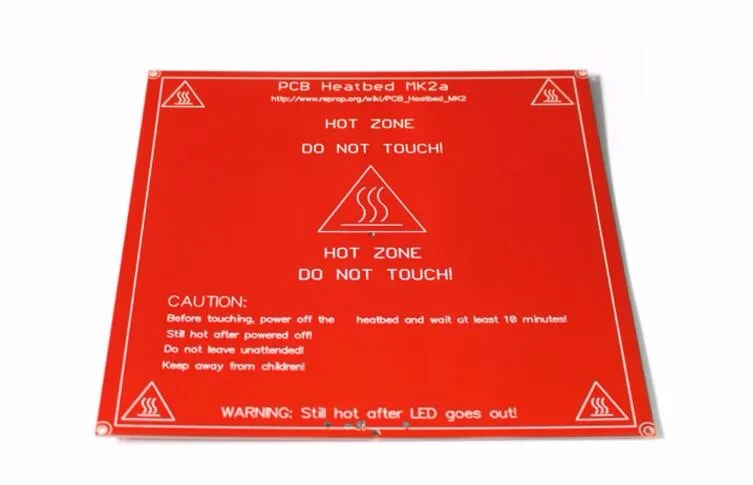 PCB Heatbed MK2a
http://www.reprap.org/wiki/PCB_Heatbed_MK2
HOT ZONE
DO NOT TOUCH!
HOT ZONE
DO NOT TOUCH!
CAUTION:
Before touching, power off the heatbed and wait at least 10 minutes!
Still hot after powered off!
Do not leave unattended!
Keep away from children!
WARNING: Still hot after LED goes out!